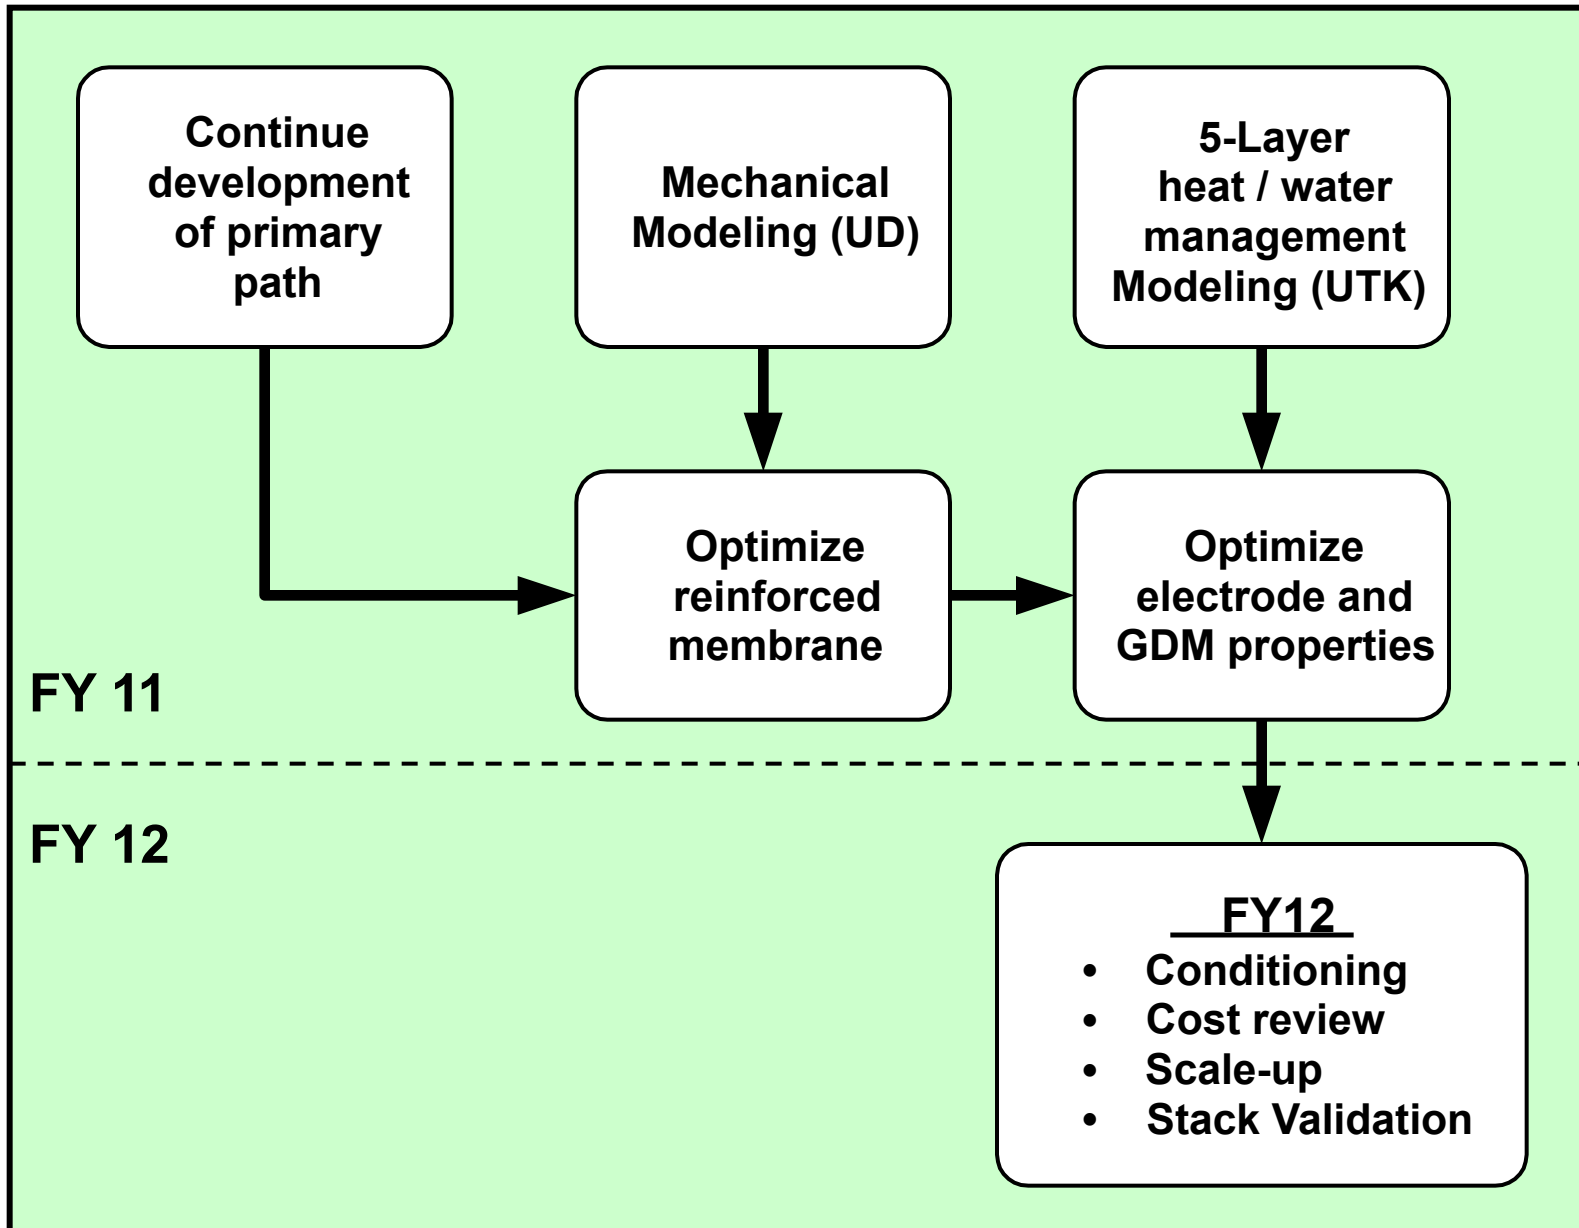 Continue
development
of primary
path
Mechanical
Modeling (UD)
5-Layer
heat / water
management
Modeling (UTK)
Optimize
reinforced
membrane
Optimize
electrode and
GDM properties
FY 11
FY 12
FY12
• Conditioning
• Cost review
• Scale-up
• Stack Validation